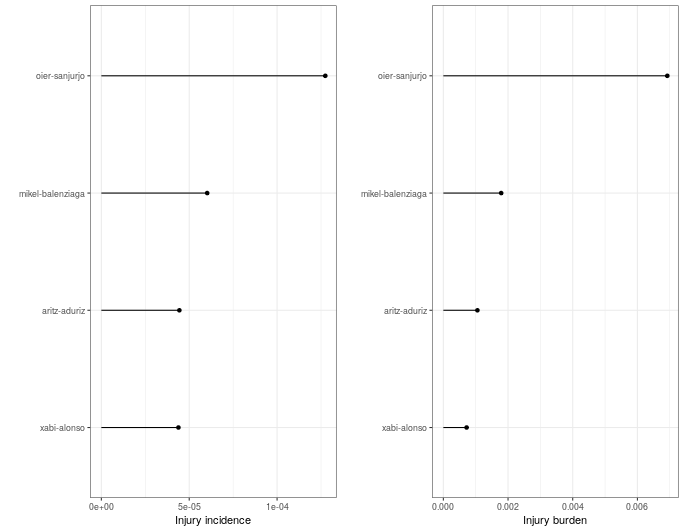 oier-sanjurjo
mikel-balenziaga
aritz-aduriz
xabi-alonso
0e+00 5e-05 1e-04
Injury incidence
oier-sanjurjo
mikel-balenziaga
aritz-aduriz
xabi-alonso
0.000 0.002 0.004 0.006
Injury burden